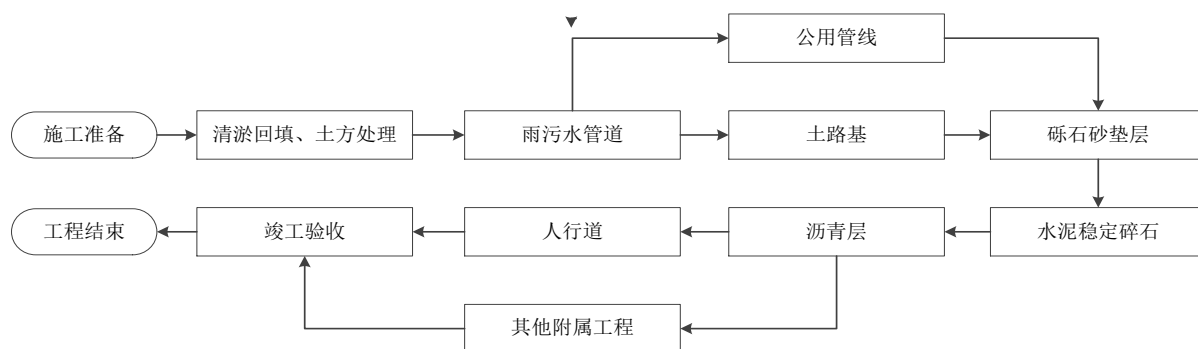 公用管线
施工准备
清淤回填、土方处理
雨污水管道
土路基
砾石砂垫层
工程结束
竣工验收
人行道
沥青层
水泥稳定碎石
其他附属工程